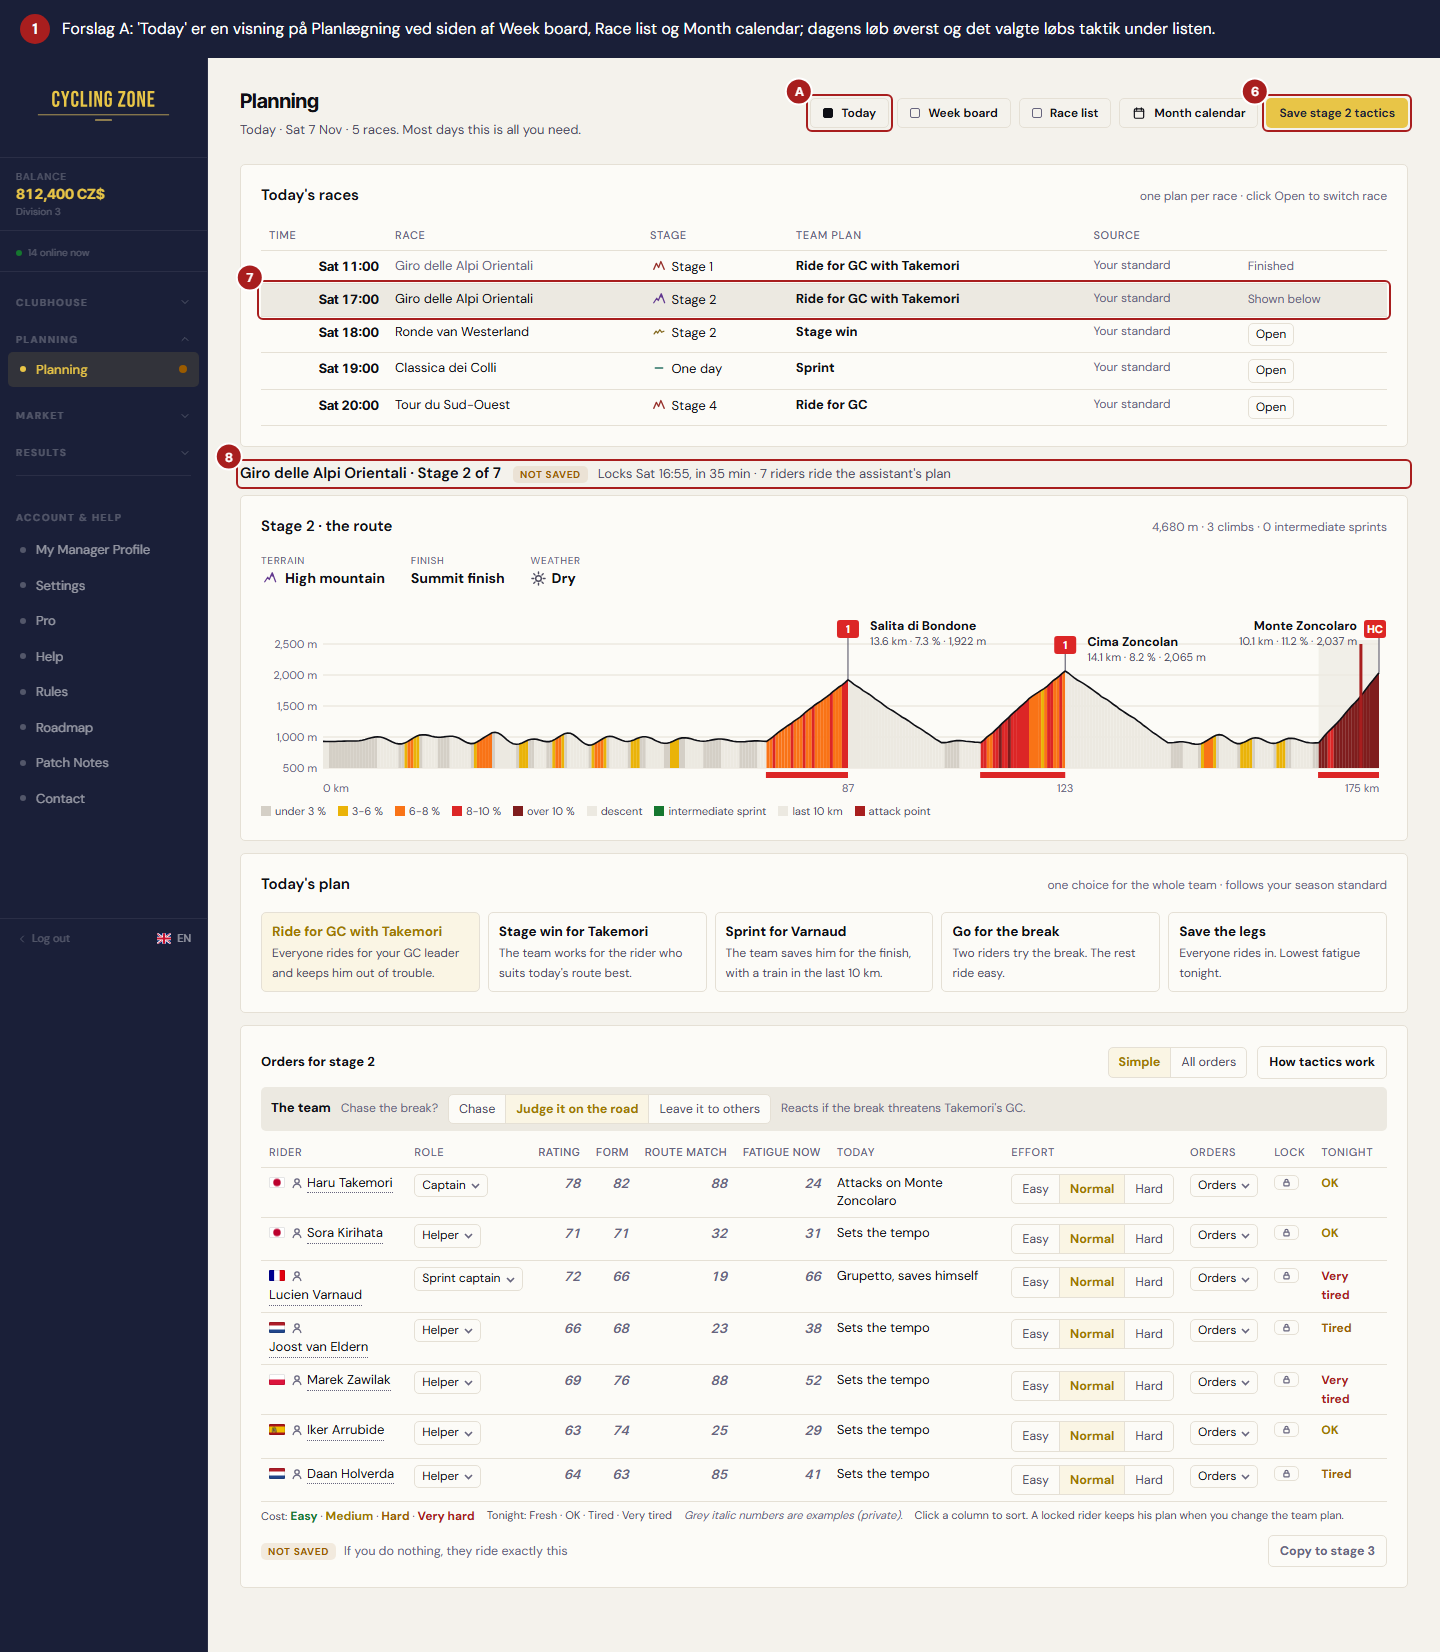 1 Forslag A: 'Today' er en visning på Planlægning ved siden af Week board, Race list og Month calendar; dagens løb øverst og det valgte løbs taktik under listen.
CYCLING ZONE
BALANCE
812,400 CZ$
Division 3
14 online now
CLUBHOUSE
PLANNING
Planning
MARKET
RESULTS
ACCOUNT & HELP
My Manager Profile
Settings
Pro
Help
Rules
Roadmap
Patch Notes
Contact
Log out EN
Planning
Today · Sat 7 Nov · 5 races. Most days this is all you need.
A Today Week board Race list Month calendar 6 Save stage 2 tactics
Today's races one plan per race · click Open to switch race
TIME RACE STAGE TEAM PLAN SOURCE
Sat 11:00 Giro delle Alpi Orientali Stage 1 Ride for GC with Takemori Your standard Finished
7 Sat 17:00 Giro delle Alpi Orientali Stage 2 Ride for GC with Takemori Your standard Shown below
Sat 18:00 Ronde van Westerland Stage 2 Stage win Your standard Open
Sat 19:00 Classica dei Colli One day Sprint Your standard Open
Sat 20:00 Tour du Sud-Ouest Stage 4 Ride for GC Your standard Open
8 Giro delle Alpi Orientali · Stage 2 of 7 NOT SAVED Locks Sat 16:55, in 35 min · 7 riders ride the assistant's plan
Stage 2 · the route 4,680 m · 3 climbs · 0 intermediate sprints
TERRAIN FINISH WEATHER
High mountain Summit finish Dry
1 Salita di Bondone
13.6 km · 7.3 % · 1,922 m
1 Cima Zoncolan
14.1 km · 8.2 % · 2,065 m
Monte Zoncolaro HC
10.1 km · 11.2 % · 2,037 m
2,500 m
2,000 m
1,500 m
1,000 m
500 m
0 km 87 123 175 km
under 3 % 3-6 % 6-8 % 8-10 % over 10 % descent intermediate sprint last 10 km attack point
Today's plan one choice for the whole team · follows your season standard
Ride for GC with Takemori
Everyone rides for your GC leader
and keeps him out of trouble.
Stage win for Takemori
The team works for the rider who
suits today's route best.
Sprint for Varnaud
The team saves him for the finish,
with a train in the last 10 km.
Go for the break
Two riders try the break. The rest
ride easy.
Save the legs
Everyone rides in. Lowest fatigue
tonight.
Orders for stage 2 Simple All orders How tactics work
The team Chase the break? Chase Judge it on the road Leave it to others Reacts if the break threatens Takemori's GC.
RIDER ROLE RATING FORM ROUTE MATCH FATIGUE NOW TODAY EFFORT ORDERS LOCK TONIGHT
Haru Takemori Captain 78 82 88 24 Attacks on Monte Zoncolaro Easy Normal Hard Orders OK
Sora Kirihata Helper 71 71 32 31 Sets the tempo Easy Normal Hard Orders OK
Lucien Varnaud Sprint captain 72 66 19 66 Grupetto, saves himself Easy Normal Hard Orders Very tired
Joost van Eldern Helper 66 68 23 38 Sets the tempo Easy Normal Hard Orders Tired
Marek Zawilak Helper 69 76 88 52 Sets the tempo Easy Normal Hard Orders Very tired
Iker Arrubide Helper 63 74 25 29 Sets the tempo Easy Normal Hard Orders OK
Daan Holverda Helper 64 63 85 41 Sets the tempo Easy Normal Hard Orders Tired
Cost: Easy · Medium · Hard · Very hard Tonight: Fresh · OK · Tired · Very tired Grey italic numbers are examples (private). Click a column to sort. A locked rider keeps his plan when you change the team plan.
NOT SAVED If you do nothing, they ride exactly this Copy to stage 3